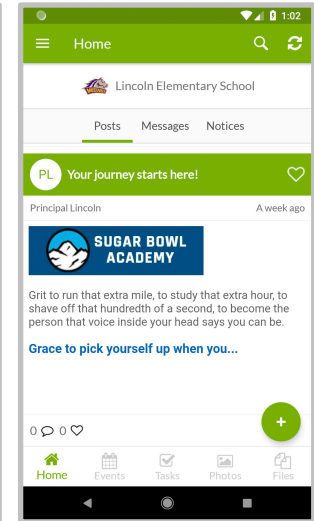 1:02
Home
Lincoln Elementary School
Posts Messages Notices
PL Your journey starts here!
Principal Lincoln A week ago
SUGAR BOWL
ACADEMY
Grit to run that extra mile, to study that extra hour, to
shave off that hundredth of a second, to become the
person that voice inside your head says you can be.
Grace to pick yourself up when you...
0 0
+
Home Events Tasks Photos Files